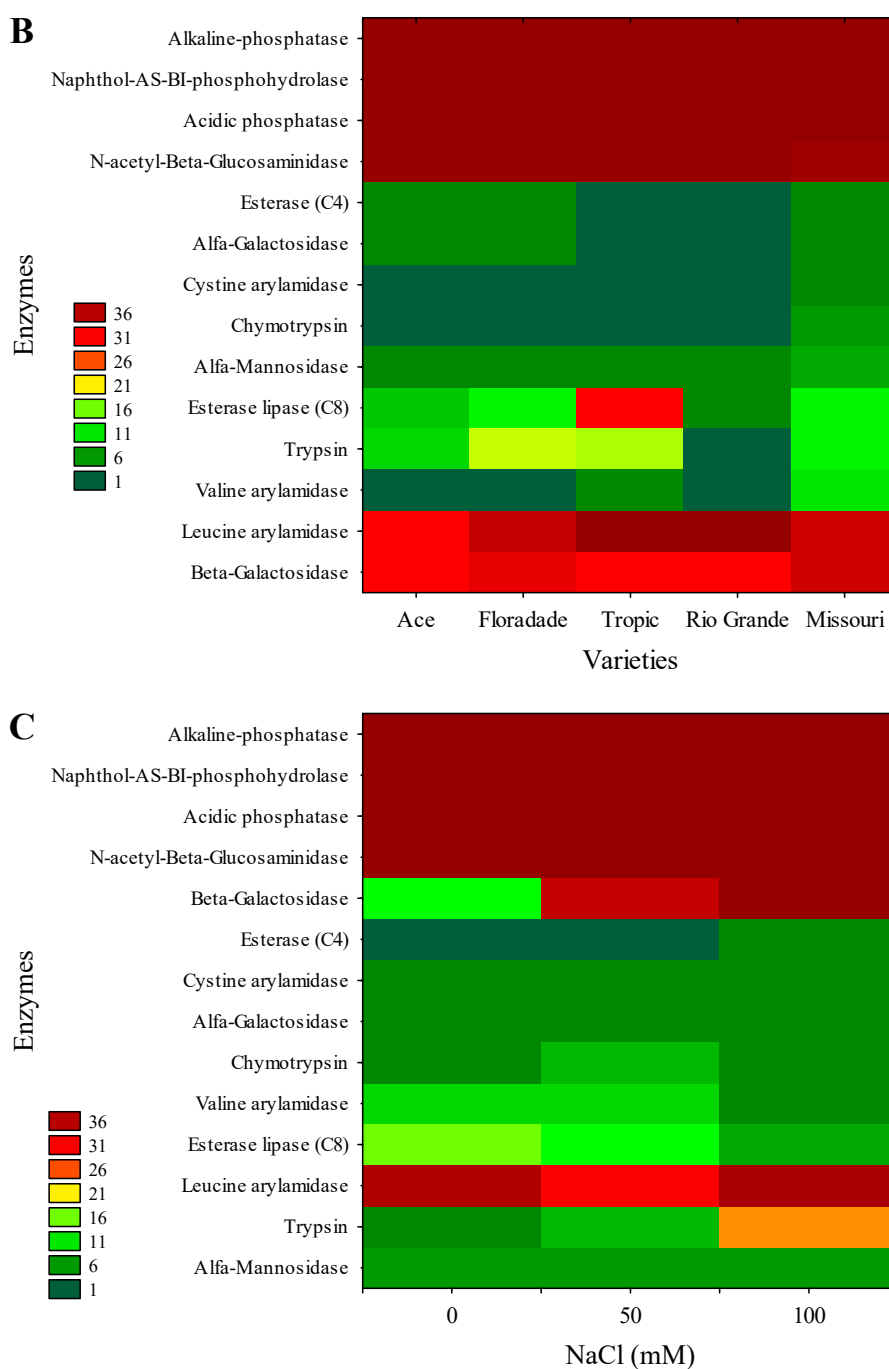 B
Alkaline-phosphatase
Naphthol-AS-BI-phosphohydrolase
Acidic phosphatase
N-acetyl-Beta-Glucosaminidase
Esterase (C4)
Alfa-Galactosidase
Cystine arylamidase
Chymotrypsin
Alfa-Mannosidase
Esterase lipase (C8)
Trypsin
Valine arylamidase
Leucine arylamidase
Beta-Galactosidase
Enzymes
36
31
26
21
16
11
6
1
Ace Floradade Tropic Rio Grande Missouri
Varieties
C
Alkaline-phosphatase
Naphthol-AS-BI-phosphohydrolase
Acidic phosphatase
N-acetyl-Beta-Glucosaminidase
Beta-Galactosidase
Esterase (C4)
Cystine arylamidase
Alfa-Galactosidase
Chymotrypsin
Valine arylamidase
Esterase lipase (C8)
Leucine arylamidase
Trypsin
Alfa-Mannosidase
Enzymes
36
31
26
21
16
11
6
1
0 50 100
NaCl (mM)